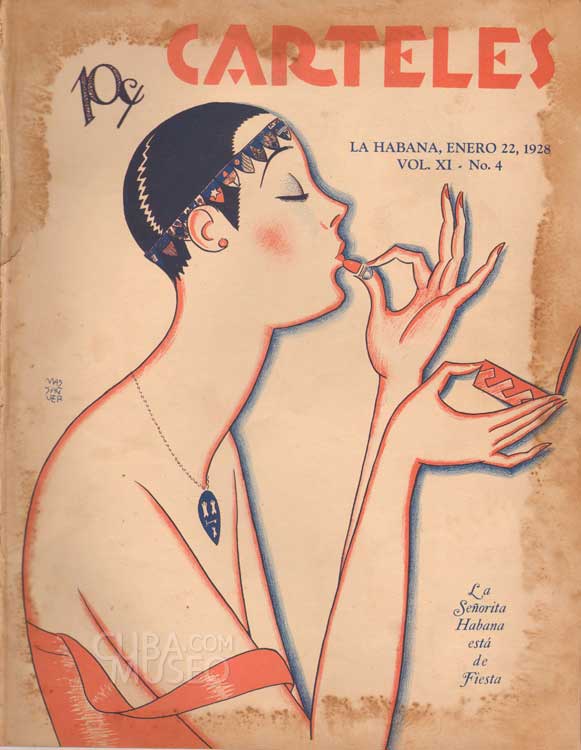 10¢
CARTELES
LA HABANA, ENERO 22, 1928
VOL. XI - No. 4
MAS
SAG
UER
La
Señorita
Habana
está
de
Fiesta
CUBA.COM
MUSEO